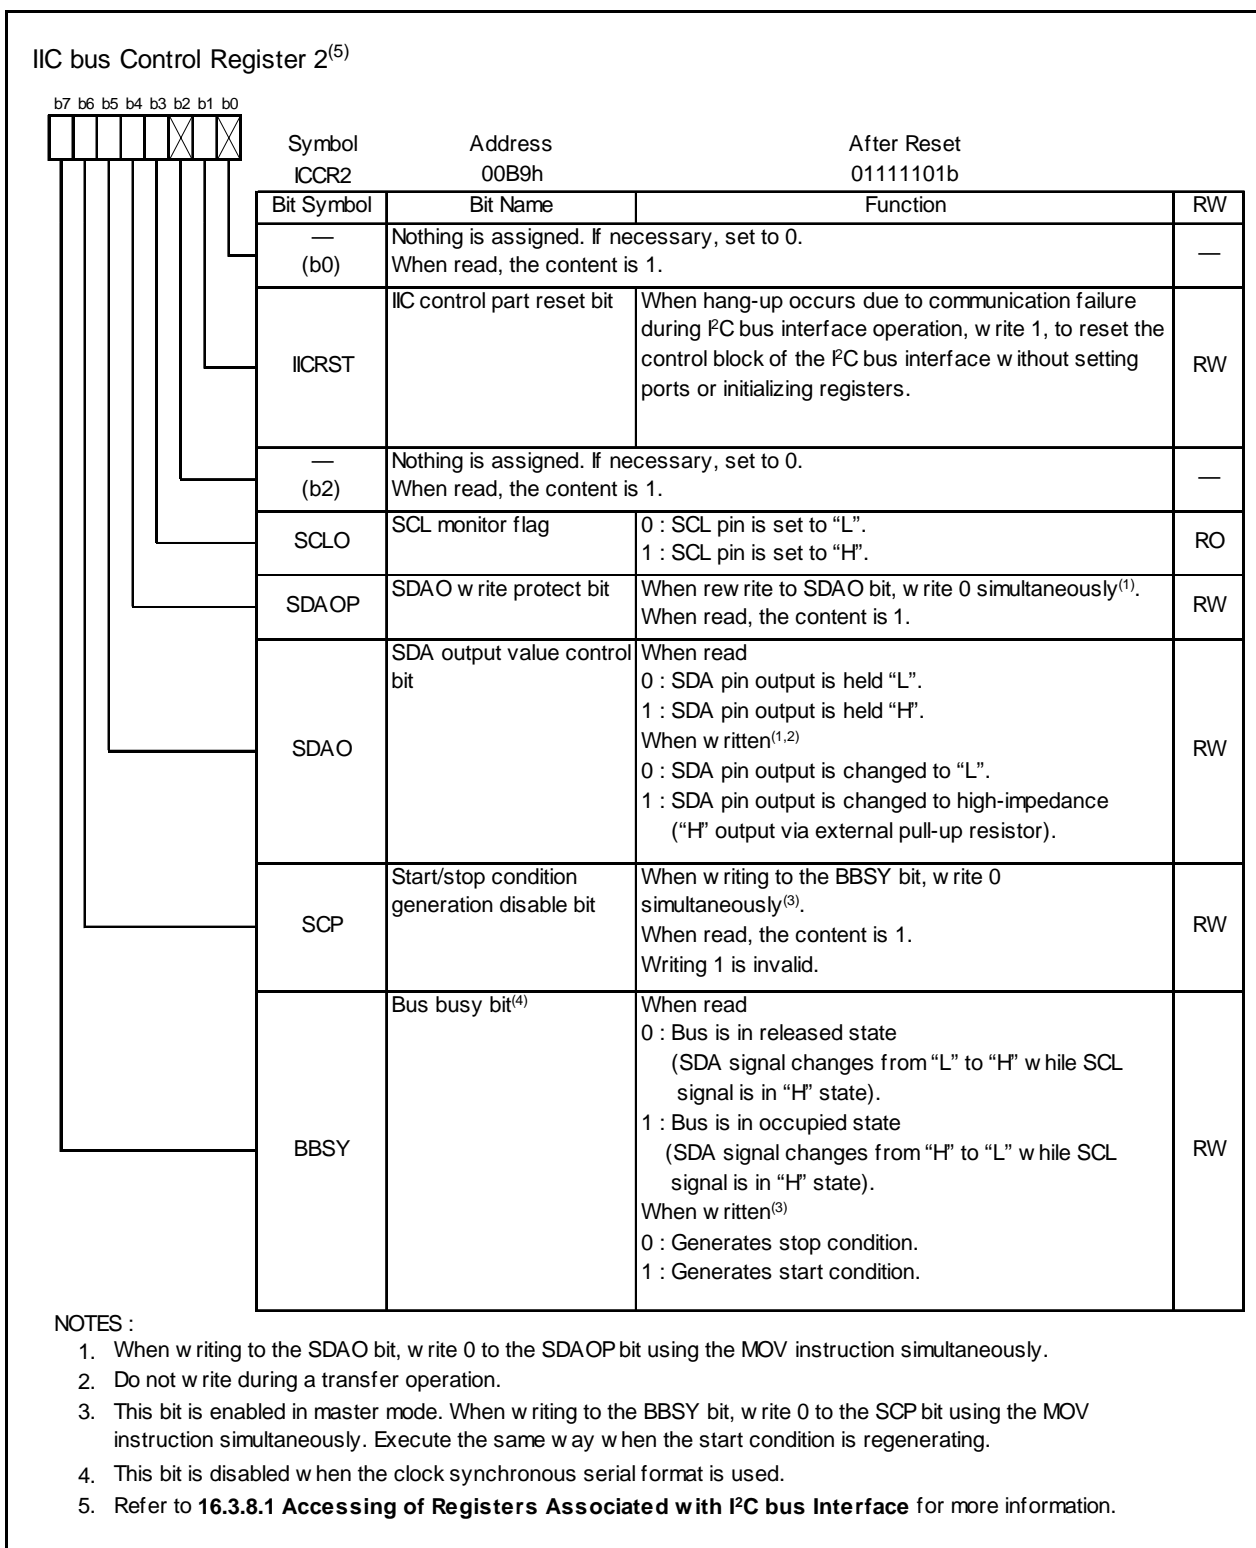 IIC bus Control Register 2(5)
b7 b6 b5 b4 b3 b2 b1 b0
Symbol Address After Reset
ICCR2 00B9h 01111101b
Bit Symbol Bit Name Function RW
— (b0) Nothing is assigned. If necessary, set to 0. —
When read, the content is 1.
IICRST IIC control part reset bit When hang-up occurs due to communication failure RW
during I²C bus interface operation, write 1, to reset the
control block of the I²C bus interface without setting
ports or initializing registers.
— (b2) Nothing is assigned. If necessary, set to 0. —
When read, the content is 1.
SCLO SCL monitor flag 0 : SCL pin is set to “L”. RO
1 : SCL pin is set to “H”.
SDAOP SDAO write protect bit When rewrite to SDAO bit, write 0 simultaneously(1). RW
When read, the content is 1.
SDAO SDA output value control When read RW
bit 0 : SDA pin output is held “L”.
1 : SDA pin output is held “H”.
When written(1,2)
0 : SDA pin output is changed to “L”.
1 : SDA pin output is changed to high-impedance
(“H” output via external pull-up resistor).
SCP Start/stop condition When writing to the BBSY bit, write 0 RW
generation disable bit simultaneously(3).
When read, the content is 1.
Writing 1 is invalid.
BBSY Bus busy bit(4) When read RW
0 : Bus is in released state
(SDA signal changes from “L” to “H” while SCL
signal is in “H” state).
1 : Bus is in occupied state
(SDA signal changes from “H” to “L” while SCL
signal is in “H” state).
When written(3)
0 : Generates stop condition.
1 : Generates start condition.
NOTES :
1. When writing to the SDAO bit, write 0 to the SDAOP bit using the MOV instruction simultaneously.
2. Do not write during a transfer operation.
3. This bit is enabled in master mode. When writing to the BBSY bit, write 0 to the SCP bit using the MOV
instruction simultaneously. Execute the same way when the start condition is regenerating.
4. This bit is disabled when the clock synchronous serial format is used.
5. Refer to 16.3.8.1 Accessing of Registers Associated with I²C bus Interface for more information.